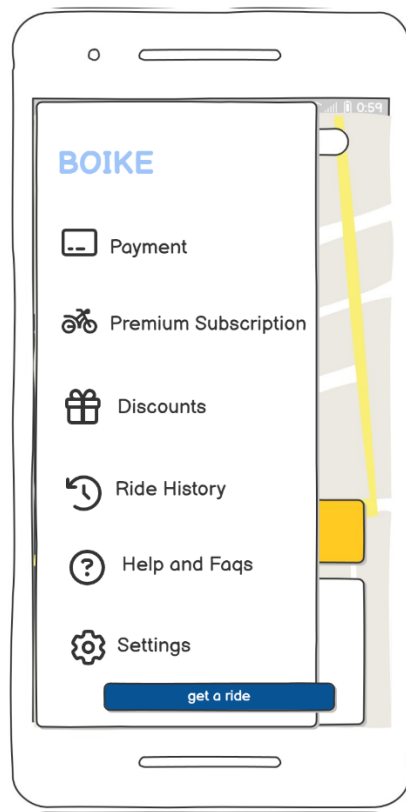 0:59
BOIKE
Payment
Premium Subscription
Discounts
Ride History
Help and Faqs
Settings
get a ride